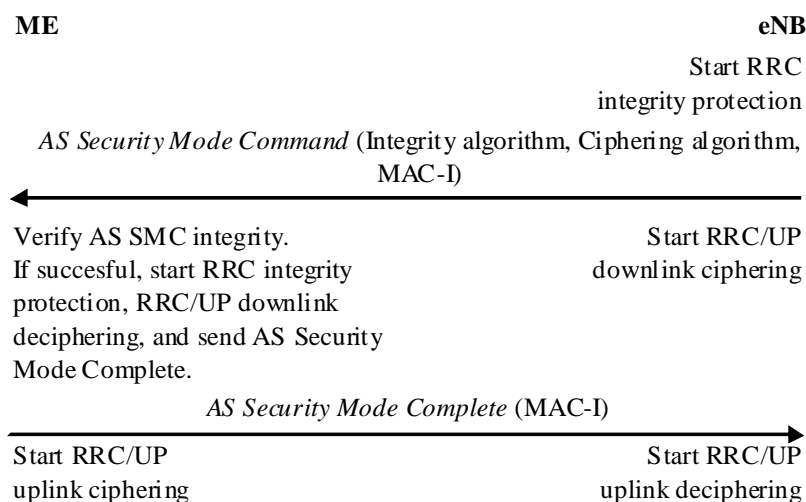 ME
eNB
Start RRC
integrity protection
AS Security Mode Command (Integrity algorithm, Ciphering algorithm,
MAC-I)
Verify AS SMC integrity.
If succesful, start RRC integrity
protection, RRC/UP downlink
deciphering, and send AS Security
Mode Complete.
Start RRC/UP
downlink ciphering
AS Security Mode Complete (MAC-I)
Start RRC/UP
uplink ciphering
Start RRC/UP
uplink deciphering